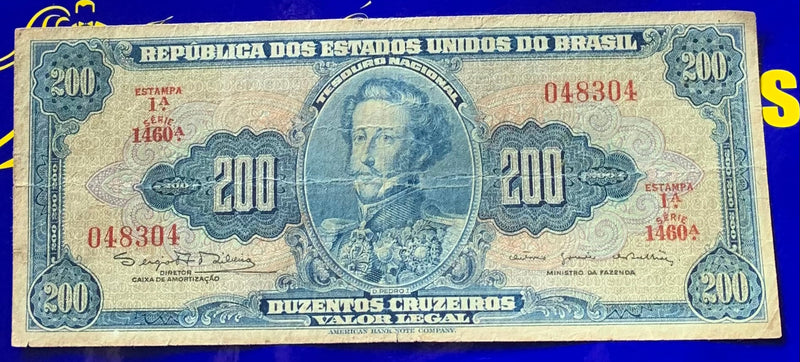 REPÚBLICA DOS ESTADOS UNIDOS DO BRASIL
200
200
TESOURO NACIONAL
ESTAMPA
1ª
SÉRIE
1460ª
048304
200
200
ESTAMPA
1ª
SÉRIE
1460ª
048304
DIRETOR
CAIXA DE AMORTIZAÇÃO
MINISTRO DA FAZENDA
D. PEDRO I
200
200
DUZENTOS CRUZEIROS
VALOR LEGAL
AMERICAN BANK NOTE COMPANY.
S